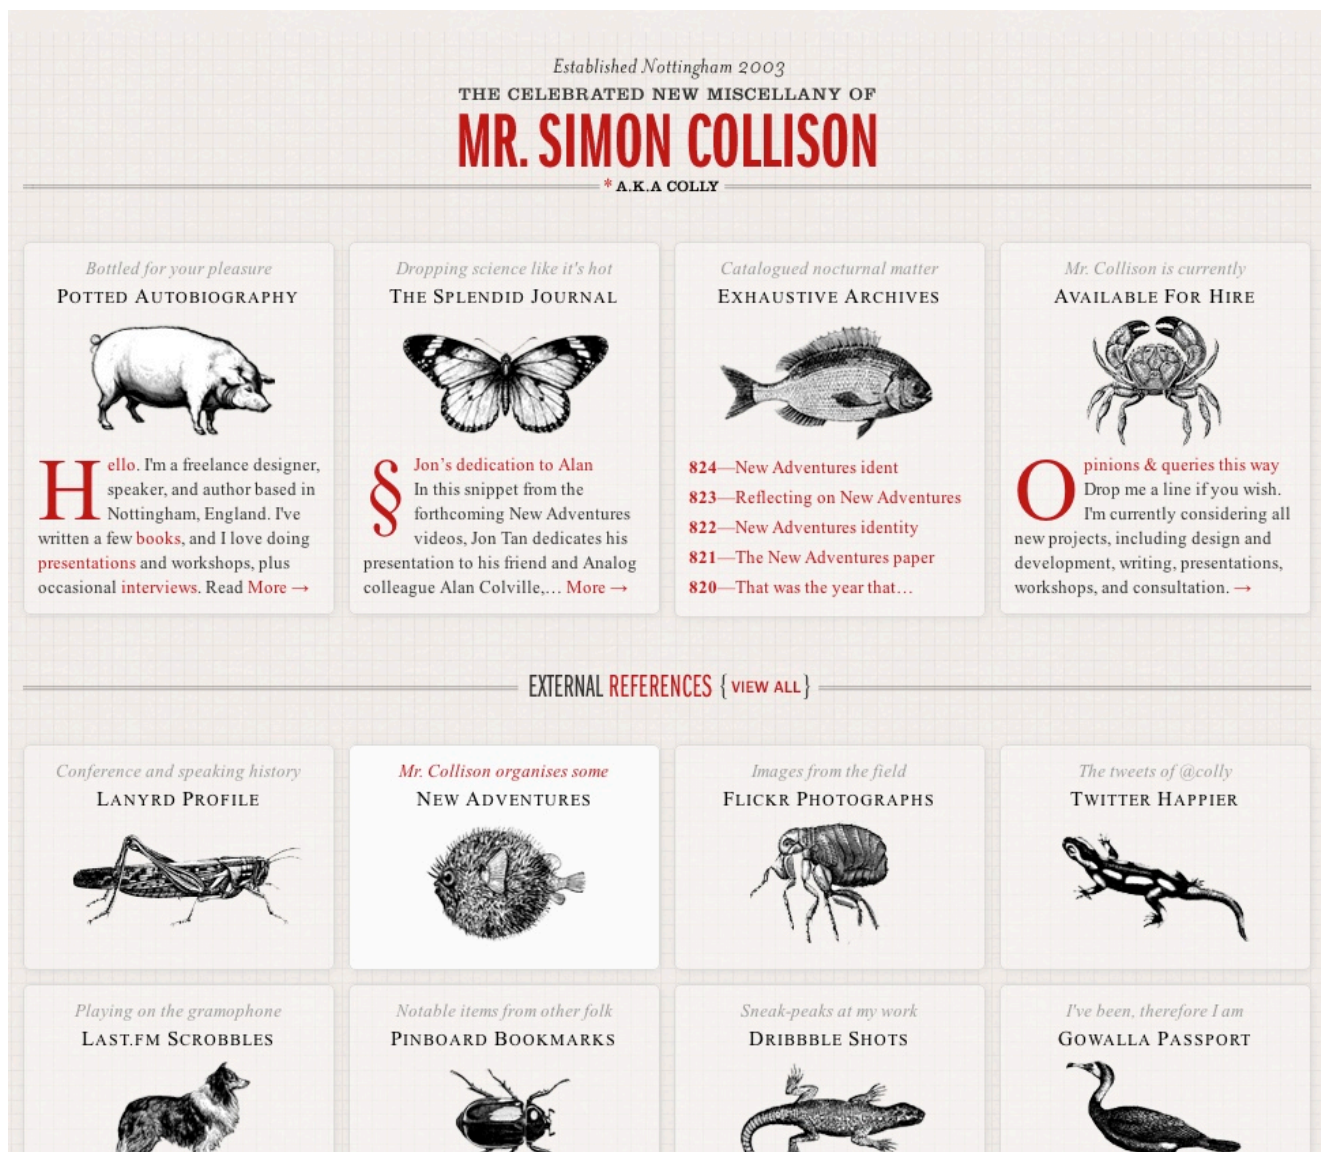 Established Nottingham 2003
THE CELEBRATED NEW MISCELLANY OF
MR. SIMON COLLISON
* A.K.A COLLY
Bottled for your pleasure
POTTED AUTOBIOGRAPHY
Hello. I'm a freelance designer,
speaker, and author based in
Nottingham, England. I've
written a few books, and I love doing
presentations and workshops, plus
occasional interviews. Read More →
Dropping science like it's hot
THE SPLENDID JOURNAL
§ Jon’s dedication to Alan
In this snippet from the
forthcoming New Adventures
videos, Jon Tan dedicates his
presentation to his friend and Analog
colleague Alan Colville,… More →
Catalogued nocturnal matter
EXHAUSTIVE ARCHIVES
824—New Adventures ident
823—Reflecting on New Adventures
822—New Adventures identity
821—The New Adventures paper
820—That was the year that…
Mr. Collison is currently
AVAILABLE FOR HIRE
Opinions & queries this way
Drop me a line if you wish.
I'm currently considering all
new projects, including design and
development, writing, presentations,
workshops, and consultation. →
EXTERNAL REFERENCES { VIEW ALL }
Conference and speaking history
LANYRD PROFILE
Mr. Collison organises some
NEW ADVENTURES
Images from the field
FLICKR PHOTOGRAPHS
The tweets of @colly
TWITTER HAPPIER
Playing on the gramophone
LAST.FM SCROBBLES
Notable items from other folk
PINBOARD BOOKMARKS
Sneak-peaks at my work
DRIBBBLE SHOTS
I've been, therefore I am
GOWALLA PASSPORT